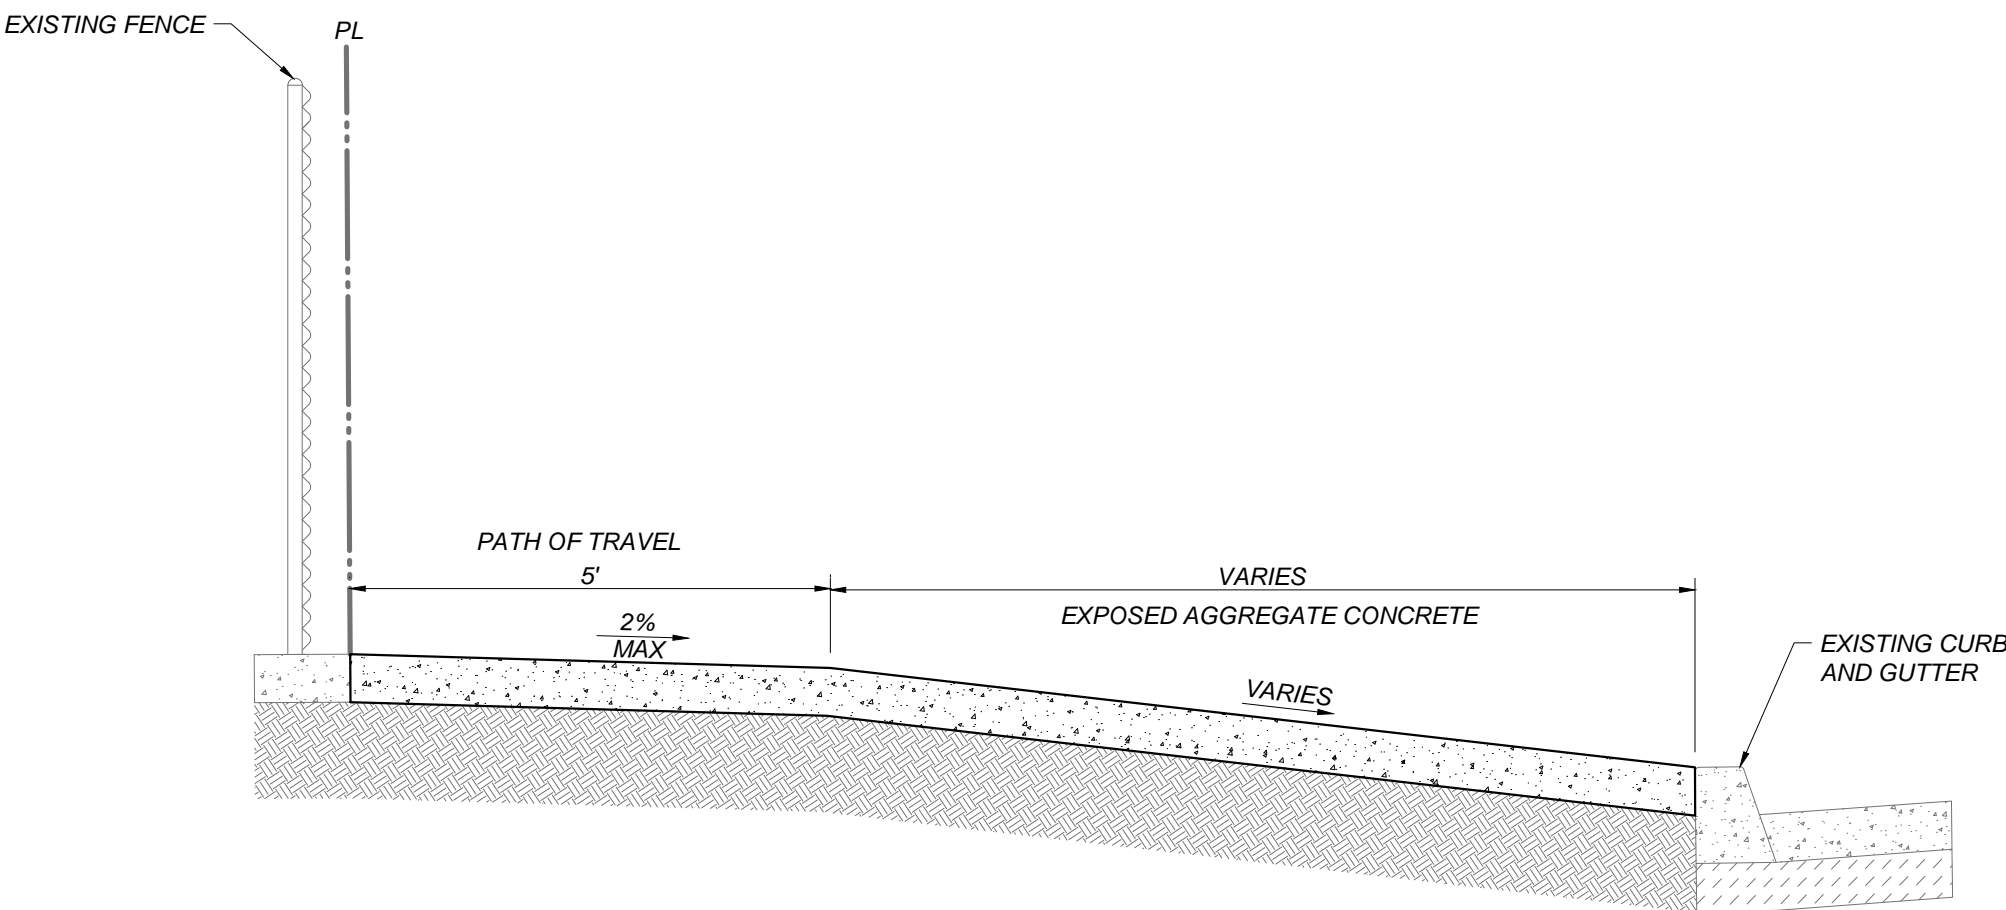 EXISTING FENCE
PL
PATH OF TRAVEL
5'
VARIES
2%
MAX
EXPOSED AGGREGATE CONCRETE
EXISTING CURB
AND GUTTER
VARIES